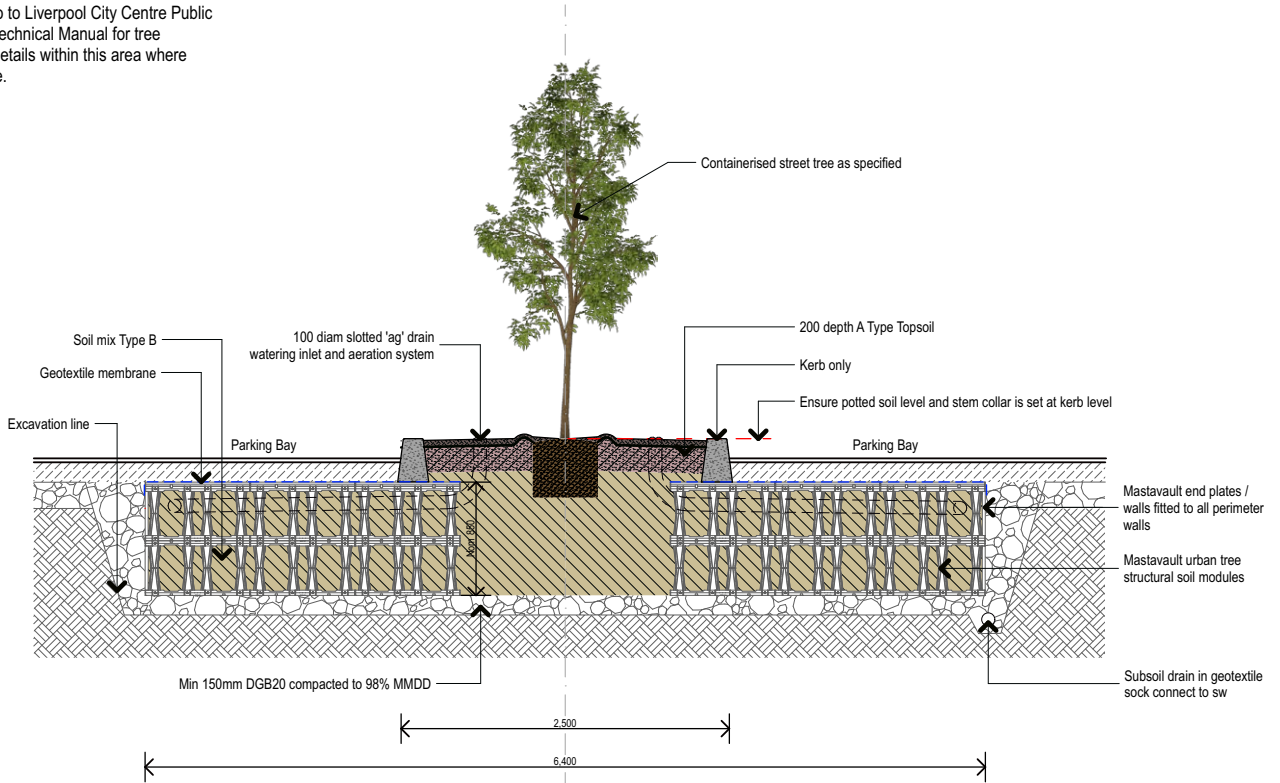 to Liverpool City Centre Public
echnical Manual for tree
etails within this area where
e.
Containerised street tree as specified
Soil mix Type B
100 diam slotted 'ag' drain
watering inlet and aeration system
200 depth A Type Topsoil
Geotextile membrane
Kerb only
Ensure potted soil level and stem collar is set at kerb level
Excavation line
Parking Bay
Parking Bay
Mastavault end plates /
walls fitted to all perimeter
walls
Nom 880
Mastavault urban tree
structural soil modules
Min 150mm DGB20 compacted to 98% MMDD
Subsoil drain in geotextile
sock connect to sw
2,500
6,400